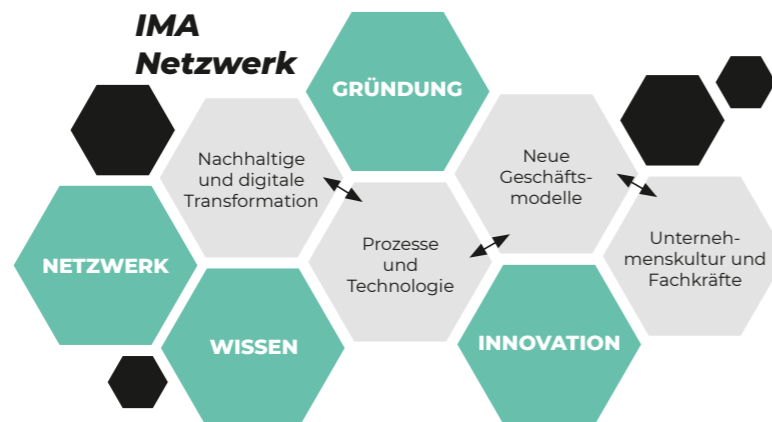 IMA
Netzwerk
GRÜNDUNG
Nachhaltige
und digitale
Transformation
Neue
Geschäfts-
modelle
Prozesse
und
Technologie
Unterneh-
menskultur und
Fachkräfte
NETZWERK
WISSEN
INNOVATION